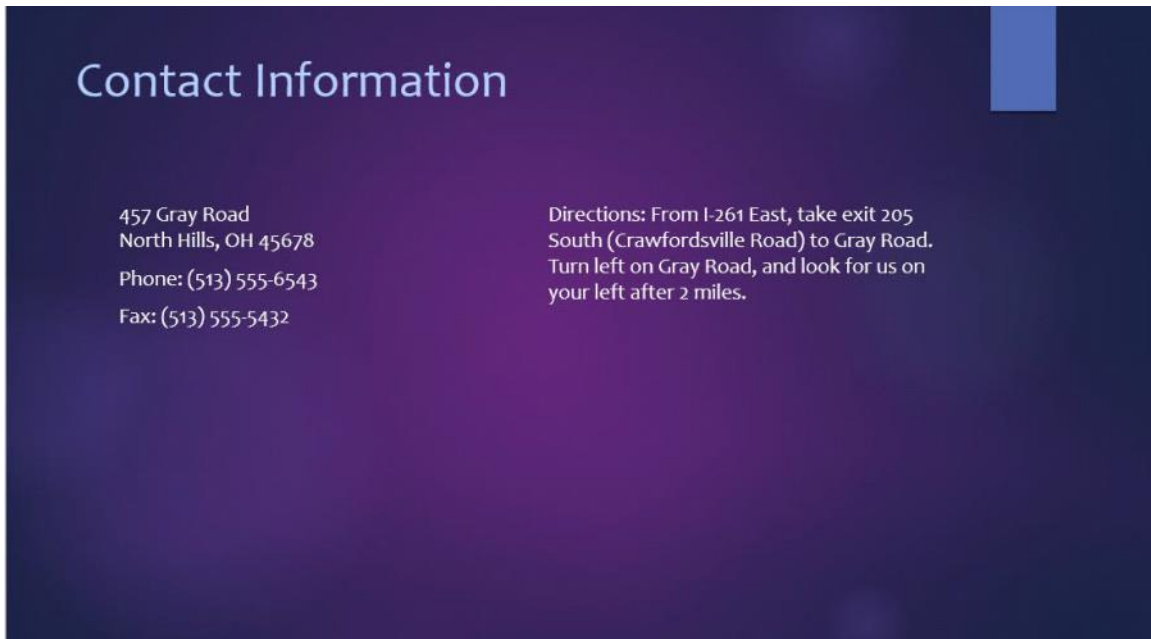 Contact Information
457 Gray Road
North Hills, OH 45678
Phone: (513) 555-6543
Fax: (513) 555-5432
Directions: From I-261 East, take exit 205
South (Crawfordsville Road) to Gray Road.
Turn left on Gray Road, and look for us on
your left after 2 miles.